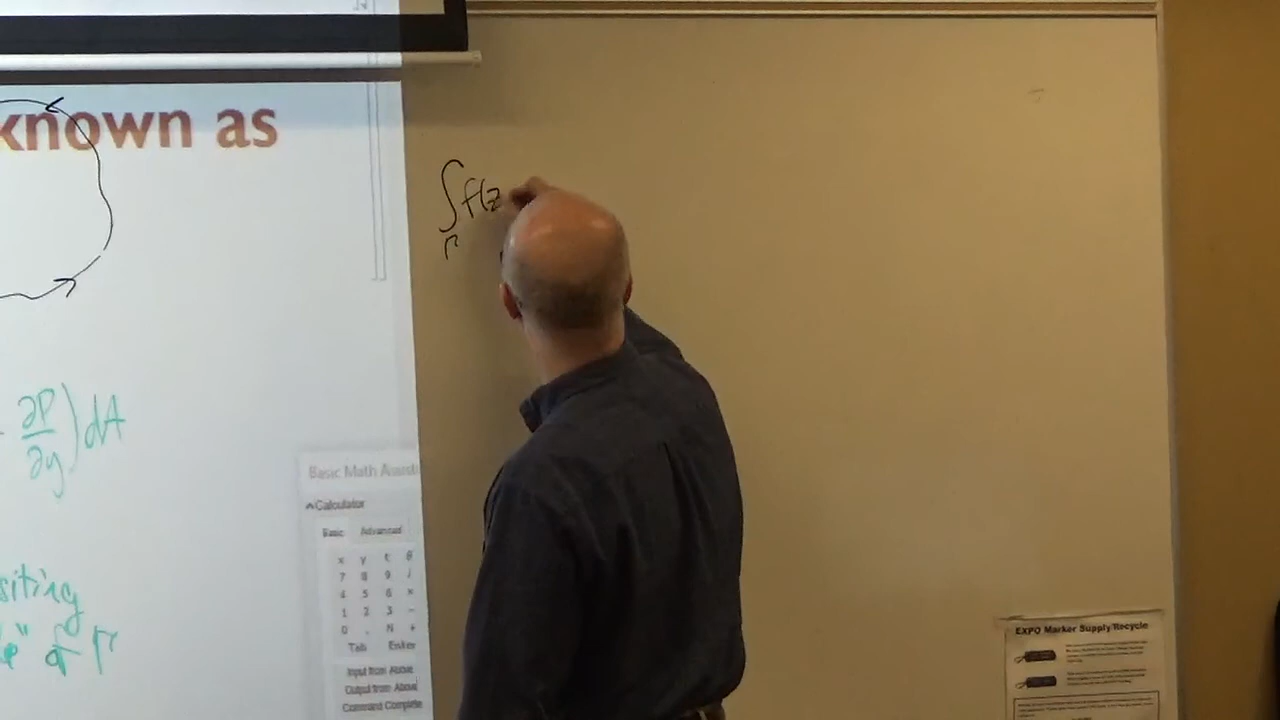 known as
∫ f(z
Γ
∂P/∂y) dA
Basic Math
Calculator
Basic Advanced
x y t θ
7 8 9 /
4 5 6 ×
1 2 3 −
0 . N +
Tab Enter
Input from Above
Output from Above
Command Complete
siting
e" of Γ
EXPO Marker Supply/Recycle